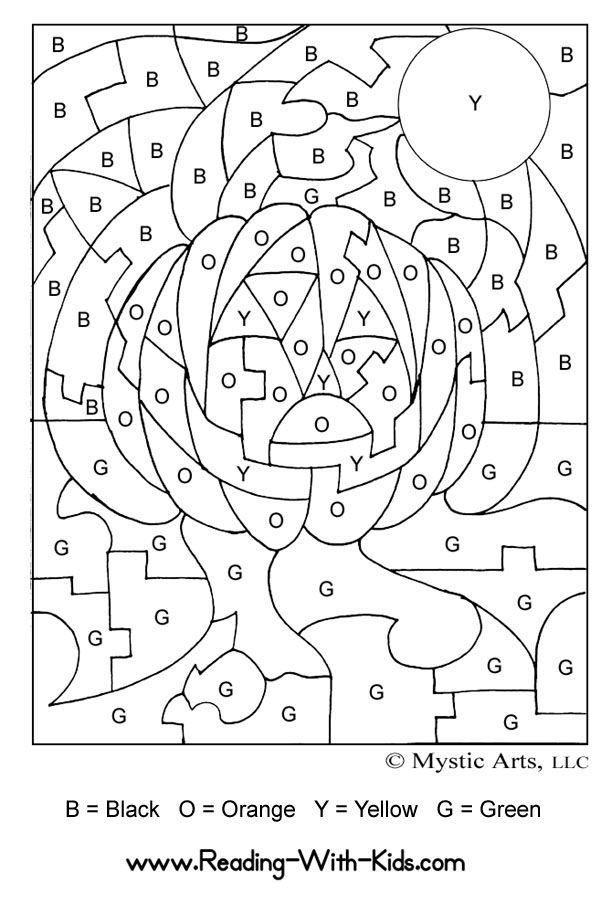 B B B B
B B B Y
B B B B
B B B B B
B B B G B B B
B B O O O B B
B B O O O O O B
Y Y
O O O O O O B B
O O O Y O B
B O O O O
G Y Y G G
O O O
O O
G G G
G G
G G G
G G G
G G G
G G G
© Mystic Arts, LLC
B = Black O = Orange Y = Yellow G = Green
www.Reading-With-Kids.com